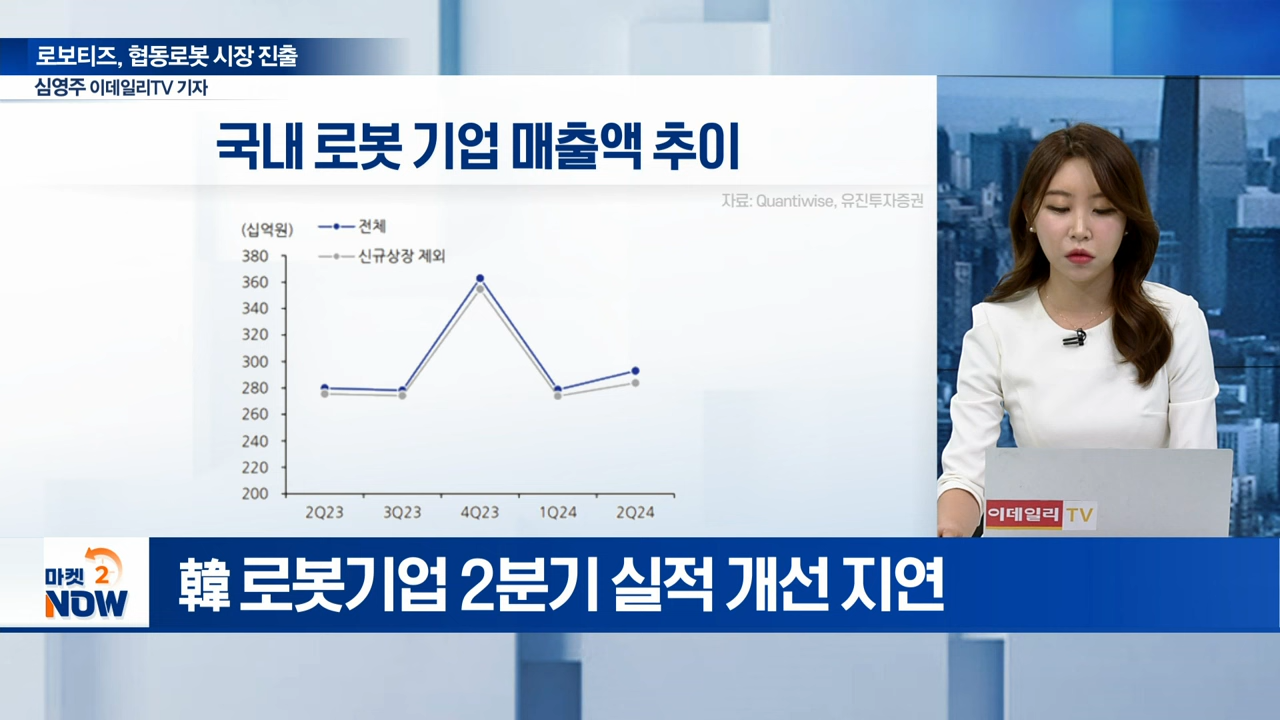 로보티즈, 협동로봇 시장 진출
심영주 이데일리TV 기자
국내 로봇 기업 매출액 추이
자료: Quantiwise, 유진투자증권
(십억원)
전체
신규상장 제외
380
360
340
320
300
280
260
240
220
200
2Q23 3Q23 4Q23 1Q24 2Q24
이데일리 TV
마켓 2
NOW
韓 로봇기업 2분기 실적 개선 지연